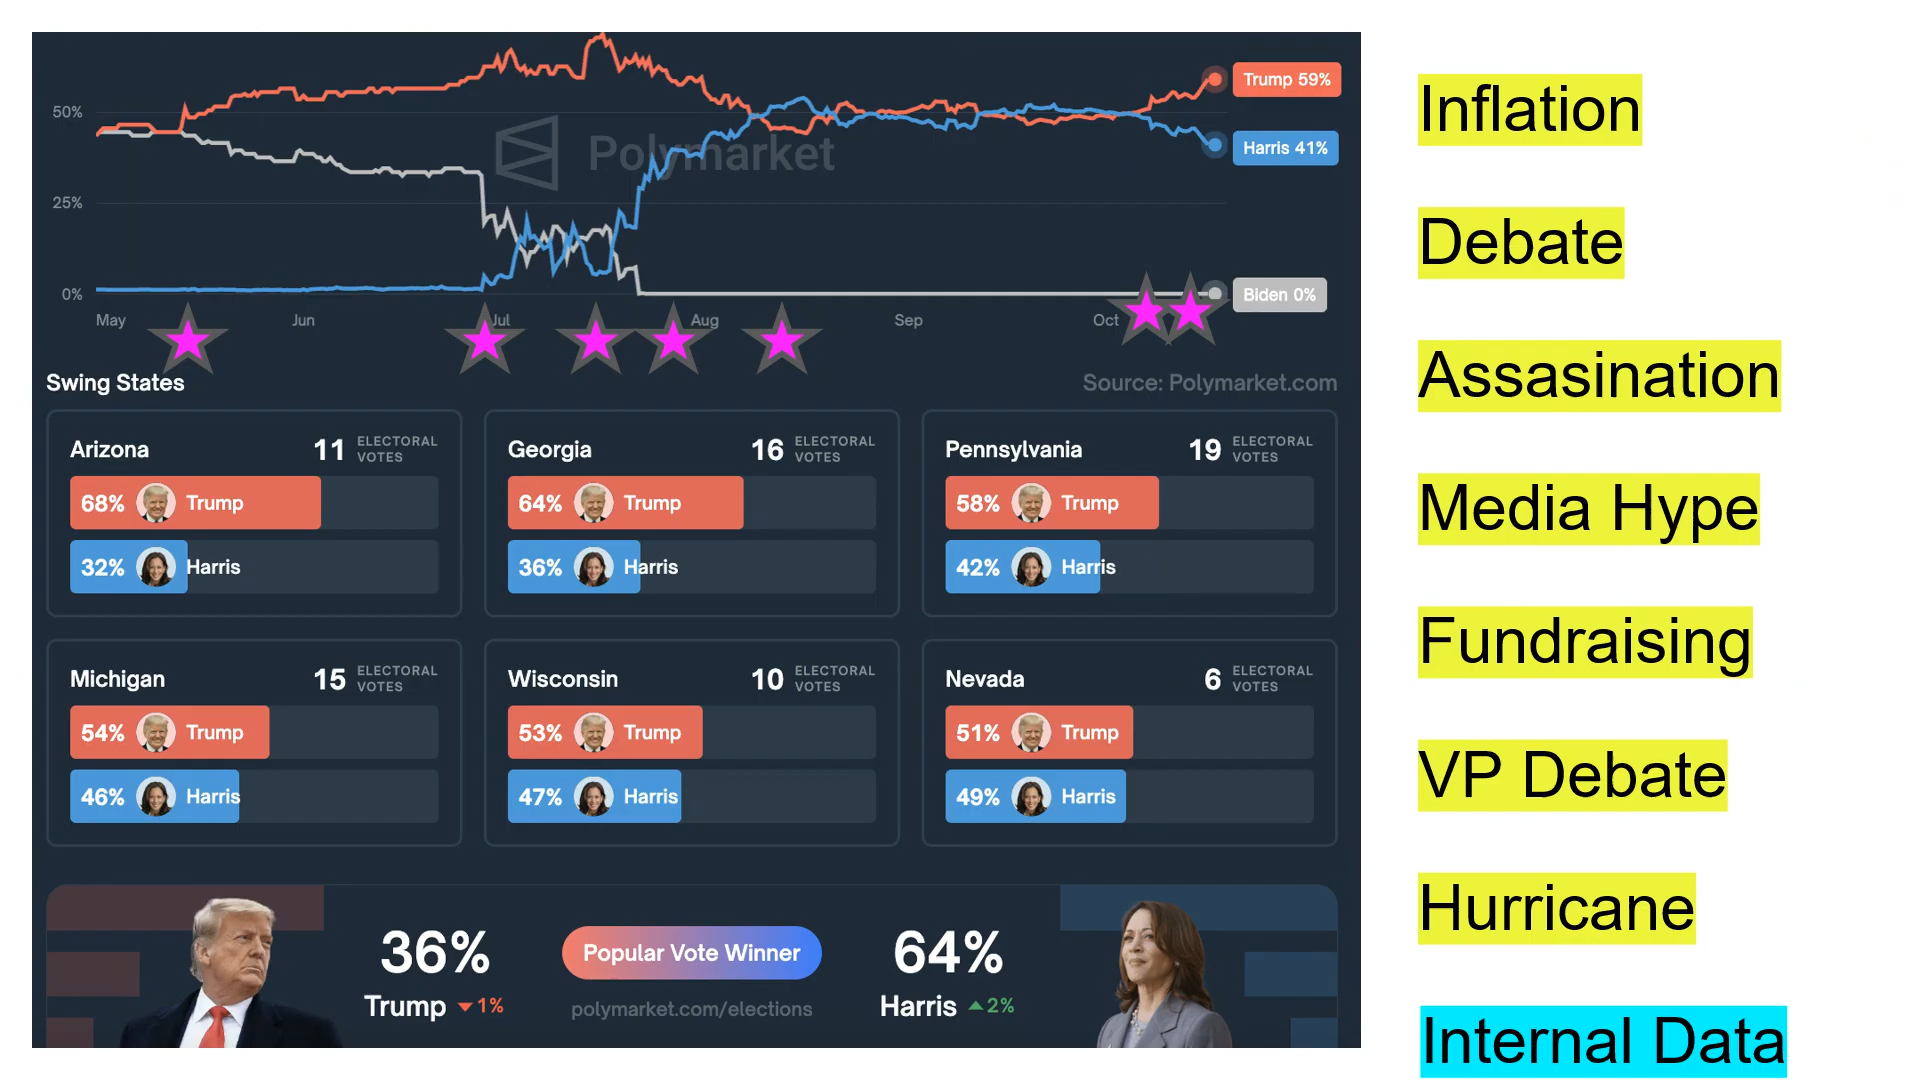 Trump 59%
50%
Polymarket
Harris 41%
25%
0%
Biden 0%
May
Jun
Jul
Aug
Sep
Oct
Swing States
Source: Polymarket.com
Arizona
11 ELECTORAL VOTES
68% Trump
32% Harris
Georgia
16 ELECTORAL VOTES
64% Trump
36% Harris
Pennsylvania
19 ELECTORAL VOTES
58% Trump
42% Harris
Michigan
15 ELECTORAL VOTES
54% Trump
46% Harris
Wisconsin
10 ELECTORAL VOTES
53% Trump
47% Harris
Nevada
6 ELECTORAL VOTES
51% Trump
49% Harris
36%
Trump 1%
Popular Vote Winner
polymarket.com/elections
64%
Harris 2%
Inflation
Debate
Assasination
Media Hype
Fundraising
VP Debate
Hurricane
Internal Data